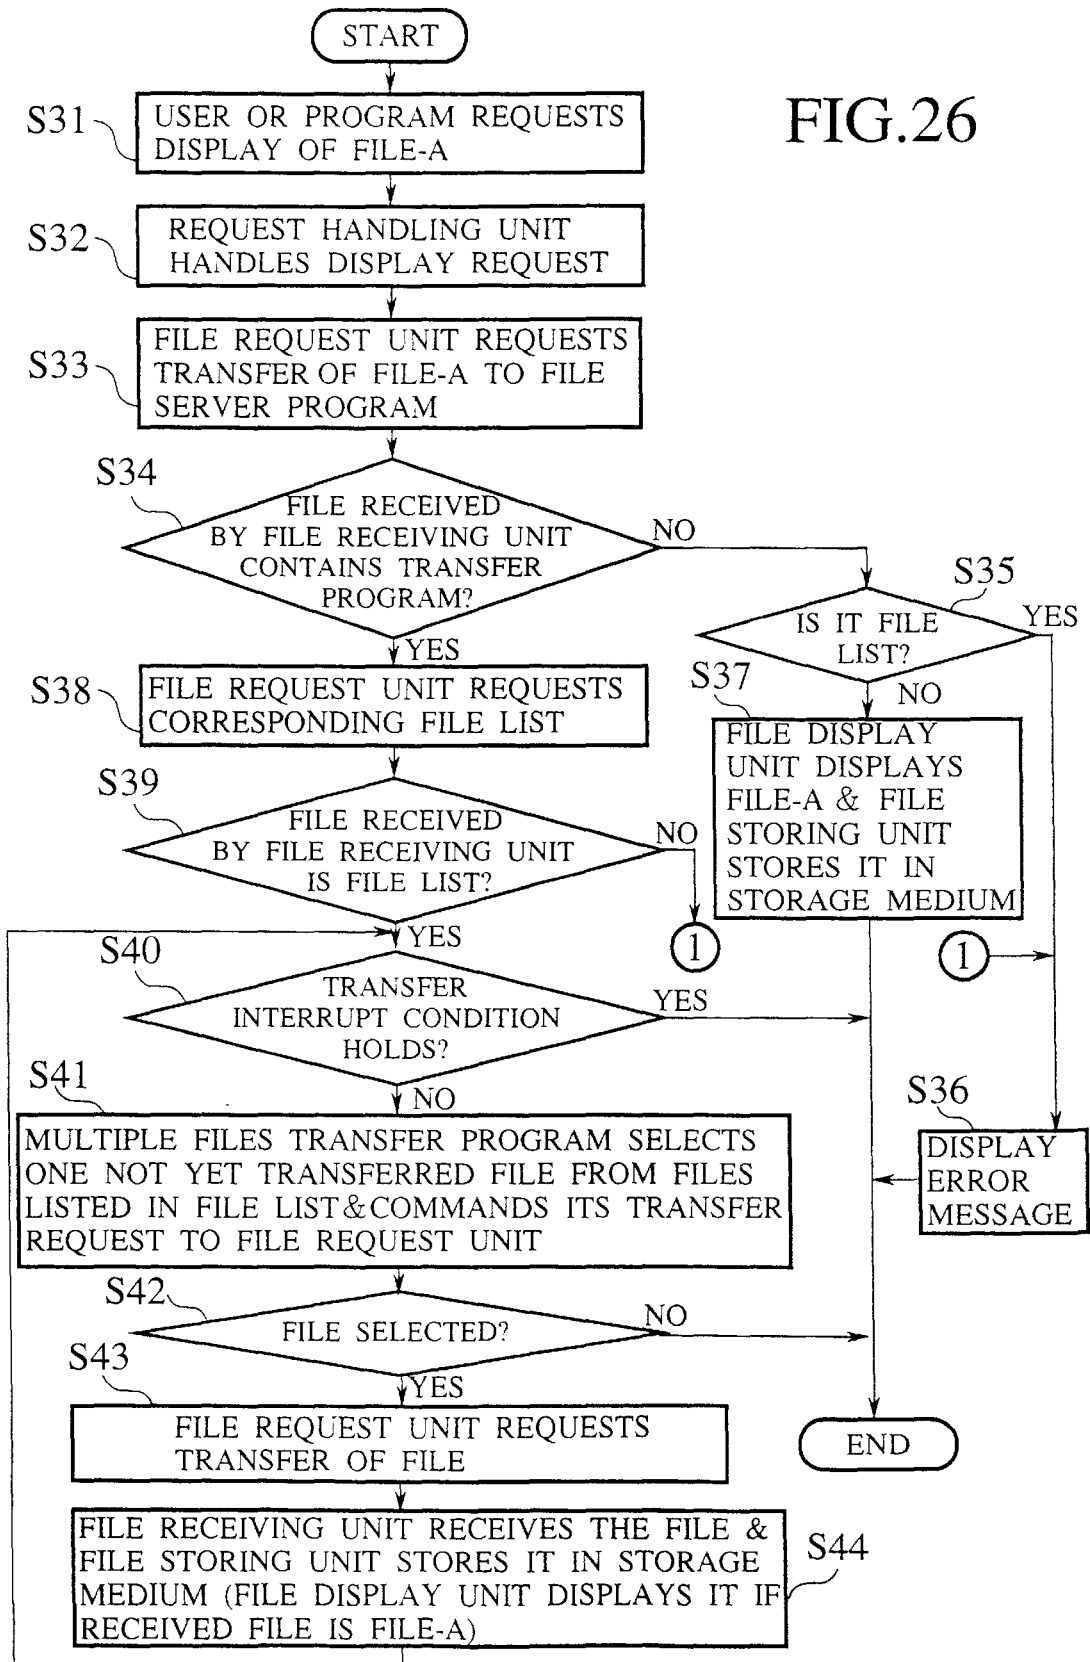 START
FIG.26
S31
USER OR PROGRAM REQUESTS
DISPLAY OF FILE-A
S32
REQUEST HANDLING UNIT
HANDLES DISPLAY REQUEST
S33
FILE REQUEST UNIT REQUESTS
TRANSFER OF FILE-A TO FILE
SERVER PROGRAM
S34
FILE RECEIVED
BY FILE RECEIVING UNIT
CONTAINS TRANSFER
PROGRAM?
NO
YES
S35
IS IT FILE
LIST?
YES
NO
S37
FILE DISPLAY
UNIT DISPLAYS
FILE-A & FILE
STORING UNIT
STORES IT IN
STORAGE MEDIUM
S38
FILE REQUEST UNIT REQUESTS
CORRESPONDING FILE LIST
S39
FILE RECEIVED
BY FILE RECEIVING UNIT
IS FILE LIST?
NO
YES
1
1
S40
TRANSFER
INTERRUPT CONDITION
HOLDS?
YES
NO
S36
DISPLAY
ERROR
MESSAGE
S41
MULTIPLE FILES TRANSFER PROGRAM SELECTS
ONE NOT YET TRANSFERRED FILE FROM FILES
LISTED IN FILE LIST&COMMANDS ITS TRANSFER
REQUEST TO FILE REQUEST UNIT
S42
FILE SELECTED?
NO
YES
S43
FILE REQUEST UNIT REQUESTS
TRANSFER OF FILE
END
S44
FILE RECEIVING UNIT RECEIVES THE FILE &
FILE STORING UNIT STORES IT IN STORAGE
MEDIUM (FILE DISPLAY UNIT DISPLAYS IT IF
RECEIVED FILE IS FILE-A)